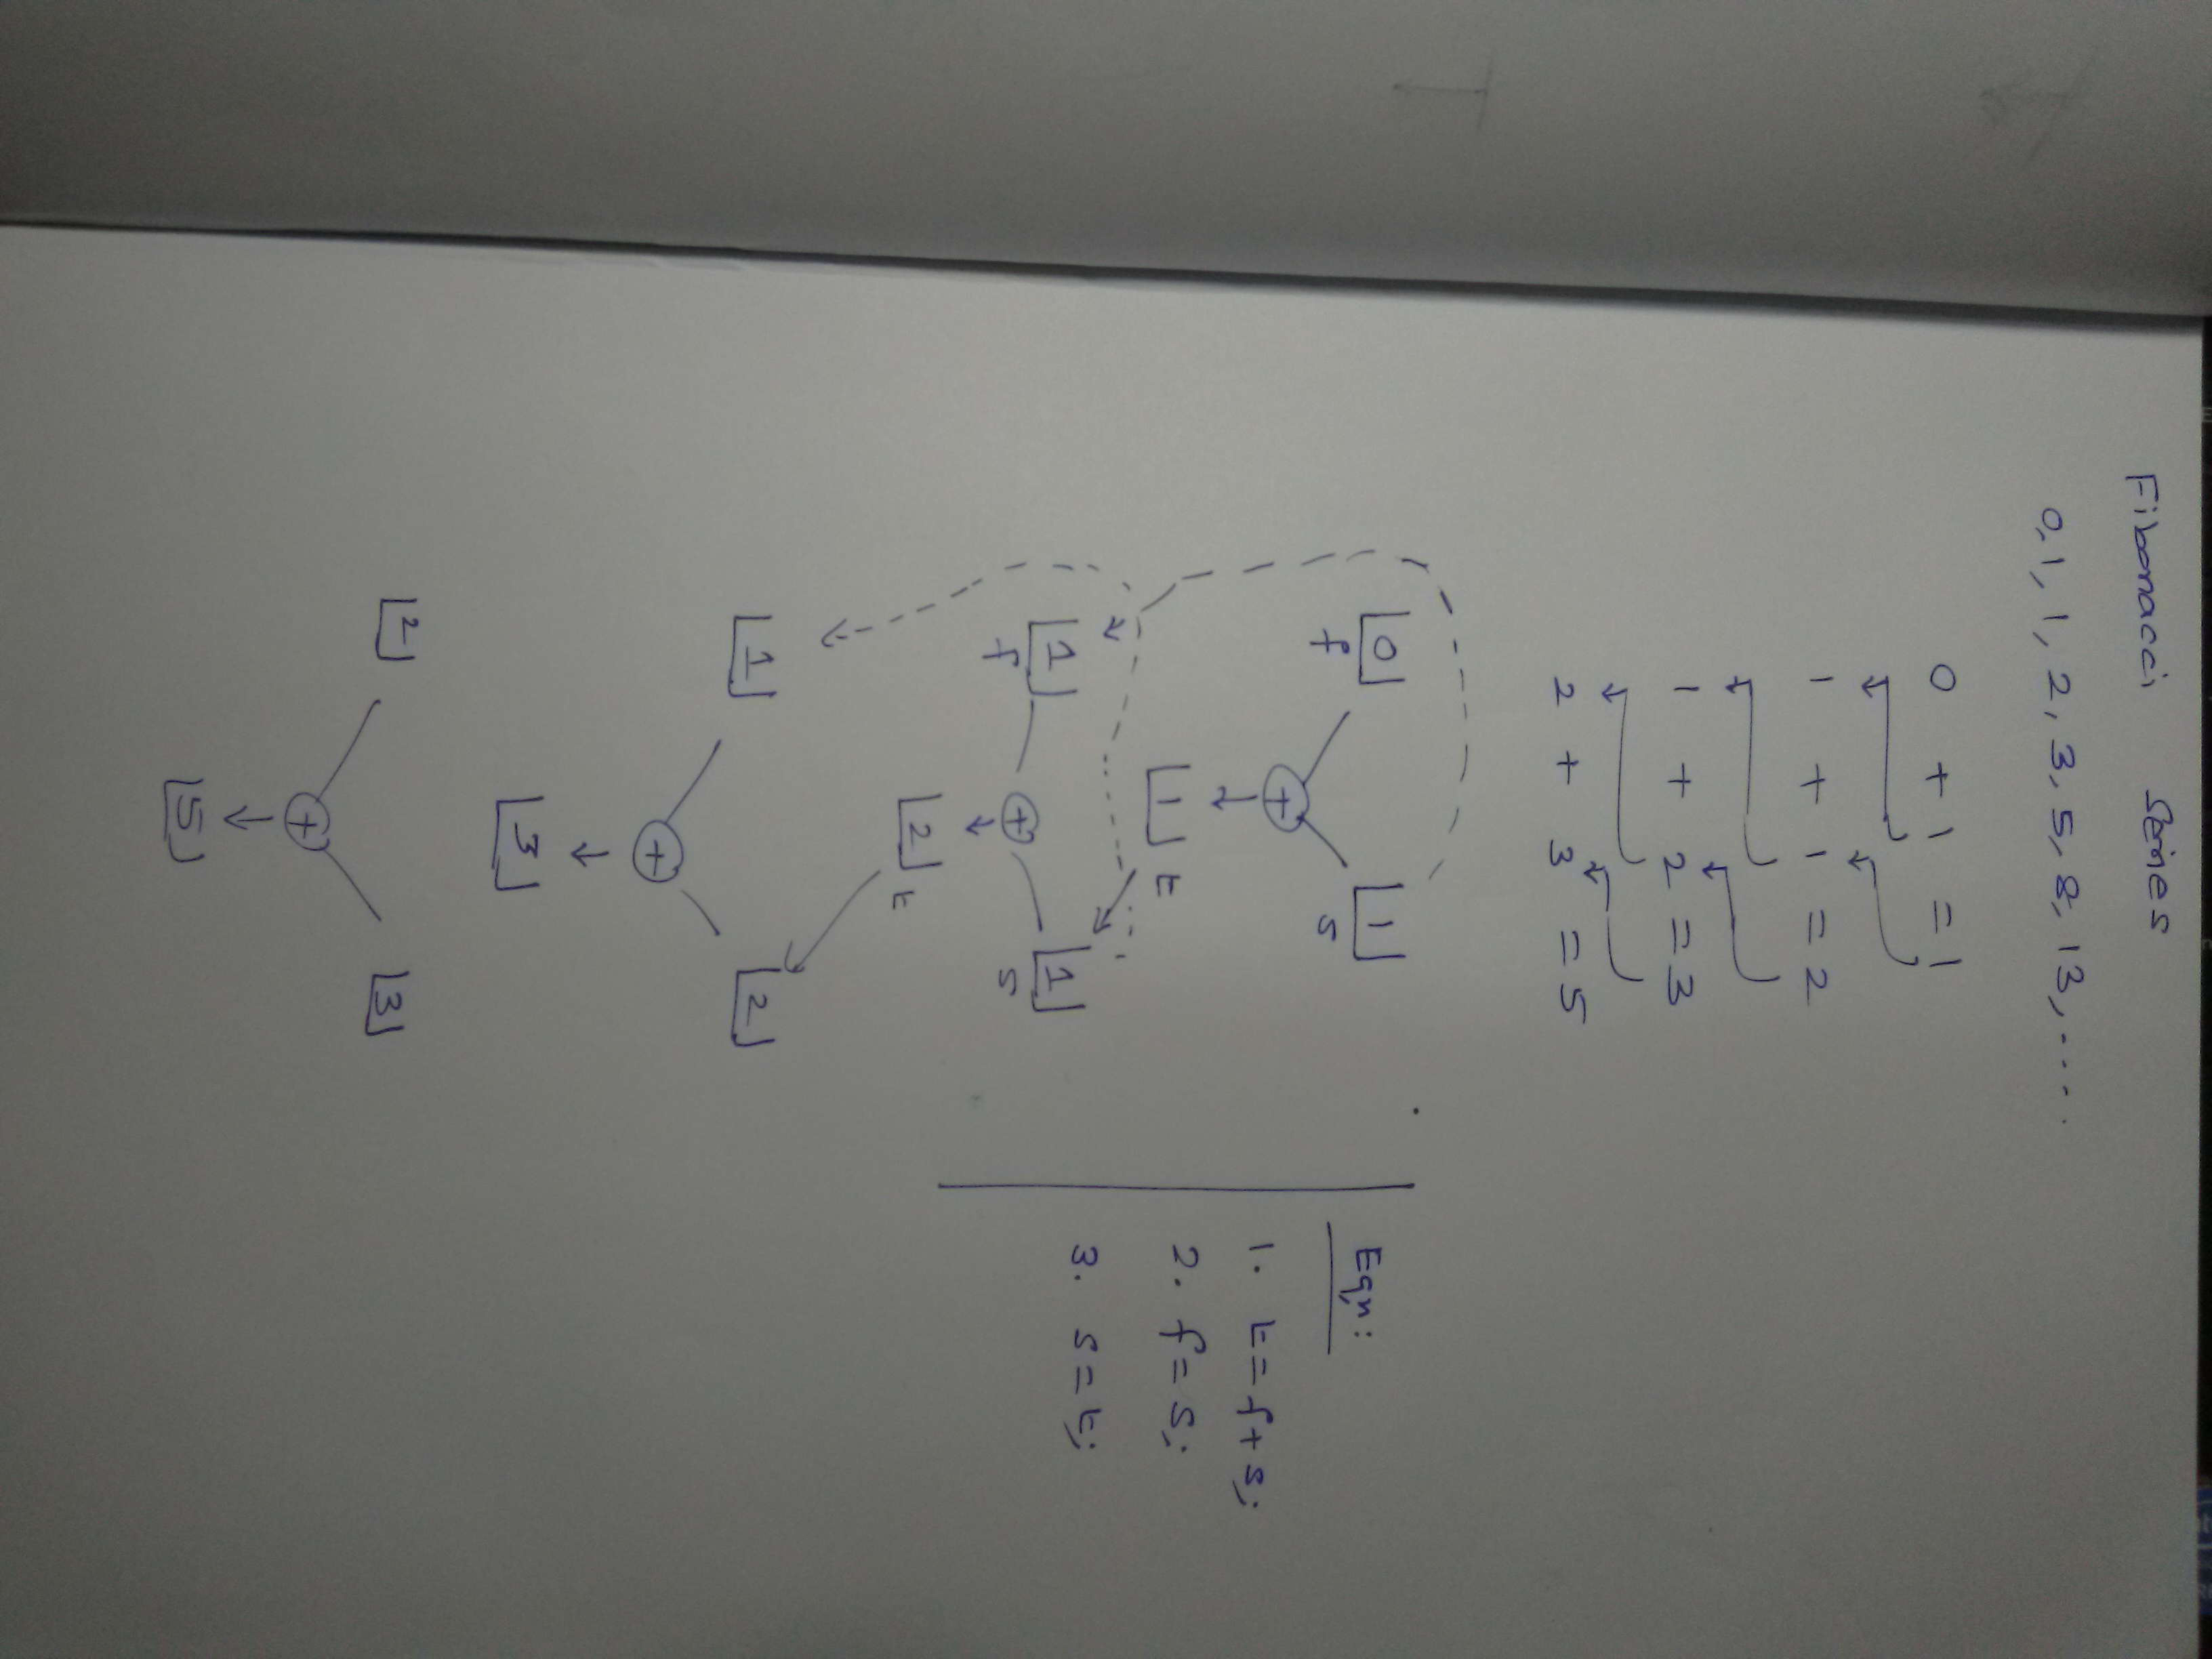 Fibonacci Series
0, 1, 1, 2, 3, 5, 8, 13, ....
0 + 1 = 1
1 + 1 = 2
1 + 2 = 3
2 + 3 = 5
0 1
f s
+
1 t
1 + 1
f s
2 t
1 2
+
3
2 3
+
5
Eqn:
1. t = f + s;
2. f = s;
3. s = t;